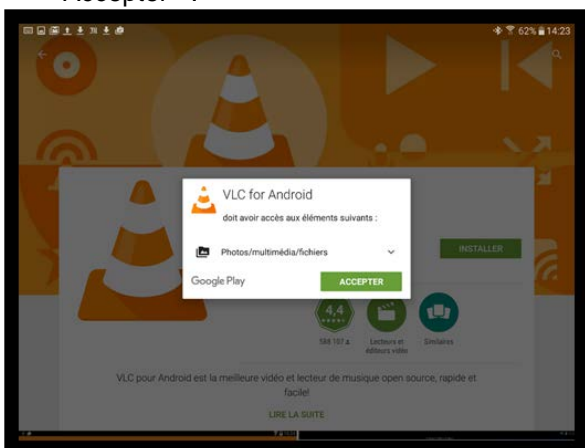 62% 14:23
VLC for Android
doit avoir accès aux éléments suivants :
Photos/multimédia/fichiers
Google Play
ACCEPTER
INSTALLER
4,4
Lecteurs et
éditeurs vidéo
Similaires
VLC pour Android est la meilleure vidéo et lecteur de musique open source, rapide et
facile!
LIRE LA SUITE